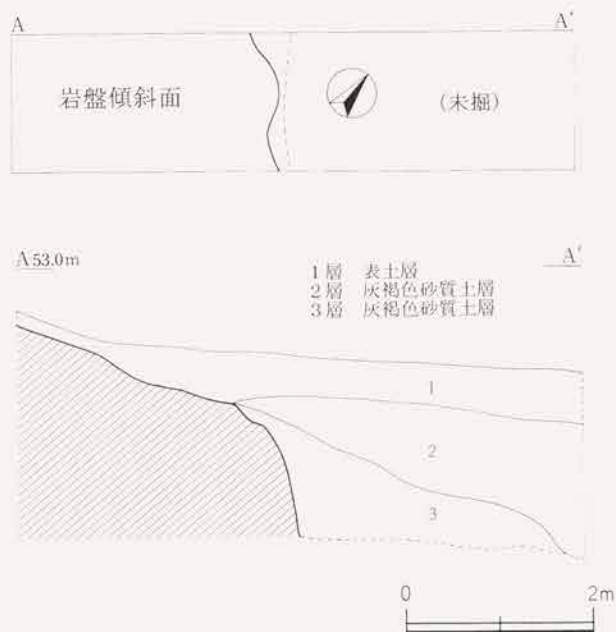 A A'
岩盤傾斜面 (未掘)
A 53.0m A'
1層 表土層
2層 灰褐色砂質土層
3層 灰褐色砂質土層
1
2
3
0 2m